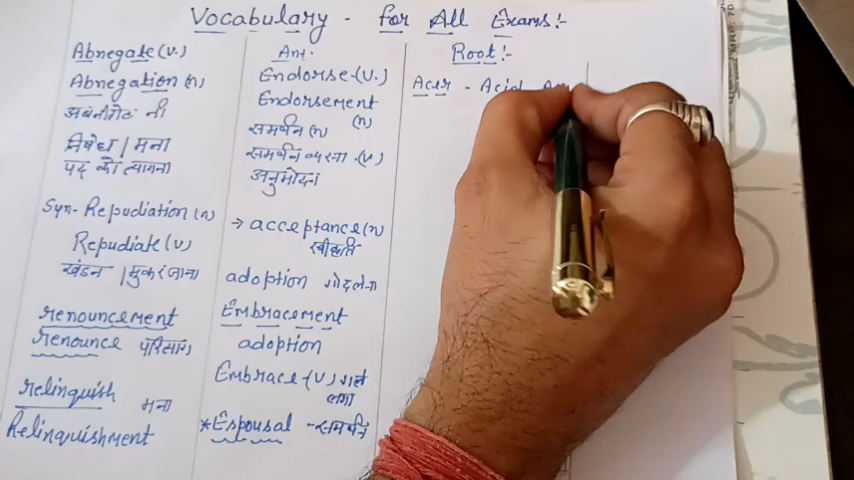 Vocabulary - for All Exams:-
Abnegate (v.)
Abnegation (n)
अबनीगेट नी
निषेध / मना
पद को त्यागना
Syn- Repudiation (n)
Repudiate (v)
खंडन / मुकर जाना
renouncement
renounce परित्याग
relinquish
मना
Relinquishment
Ant:
Endorse-(v.)
Endorsement
(n)
समर्थन (n)
समर्थन करना -(v)
अनुमोदन
→ acceptance (n)
स्वीकृति
adoption गोद लेना
Embracement
adoption
Embrace-(v) गले
लगा
*Espousal -समर्थन
Root:-
Acer - Acid,